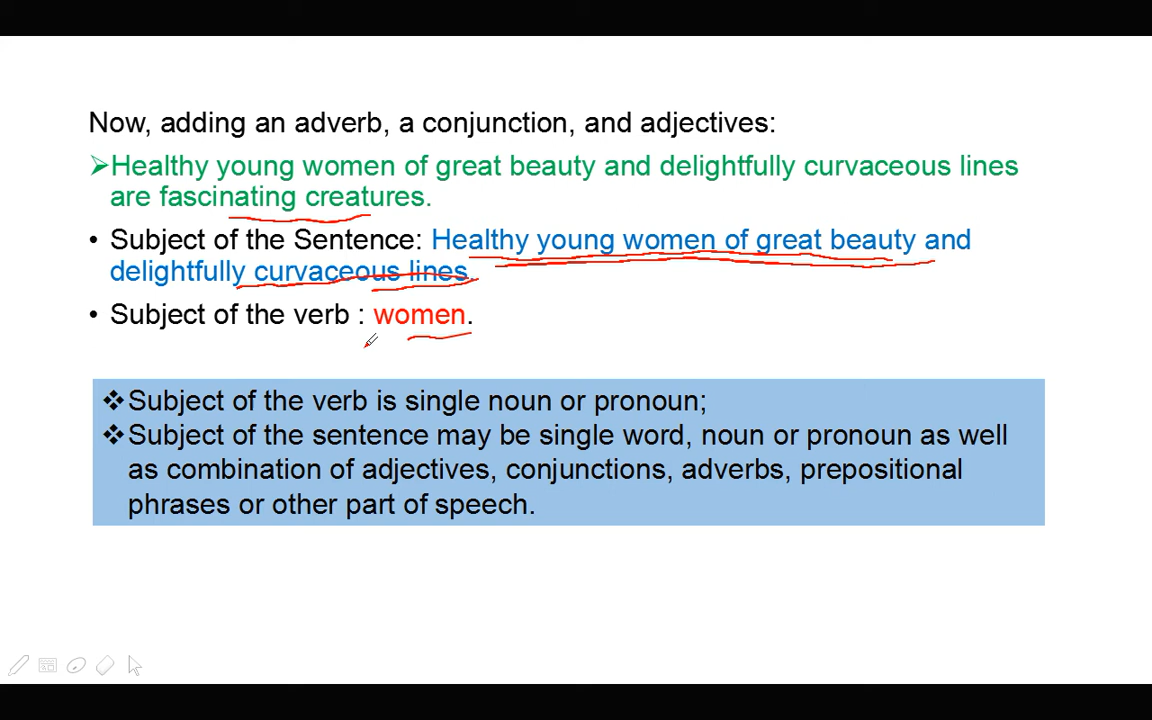 Now, adding an adverb, a conjunction, and adjectives:
➢Healthy young women of great beauty and delightfully curvaceous lines
are fascinating creatures.
• Subject of the Sentence: Healthy young women of great beauty and
delightfully curvaceous lines.
• Subject of the verb : women.
❖Subject of the verb is single noun or pronoun;
❖Subject of the sentence may be single word, noun or pronoun as well
as combination of adjectives, conjunctions, adverbs, prepositional
phrases or other part of speech.